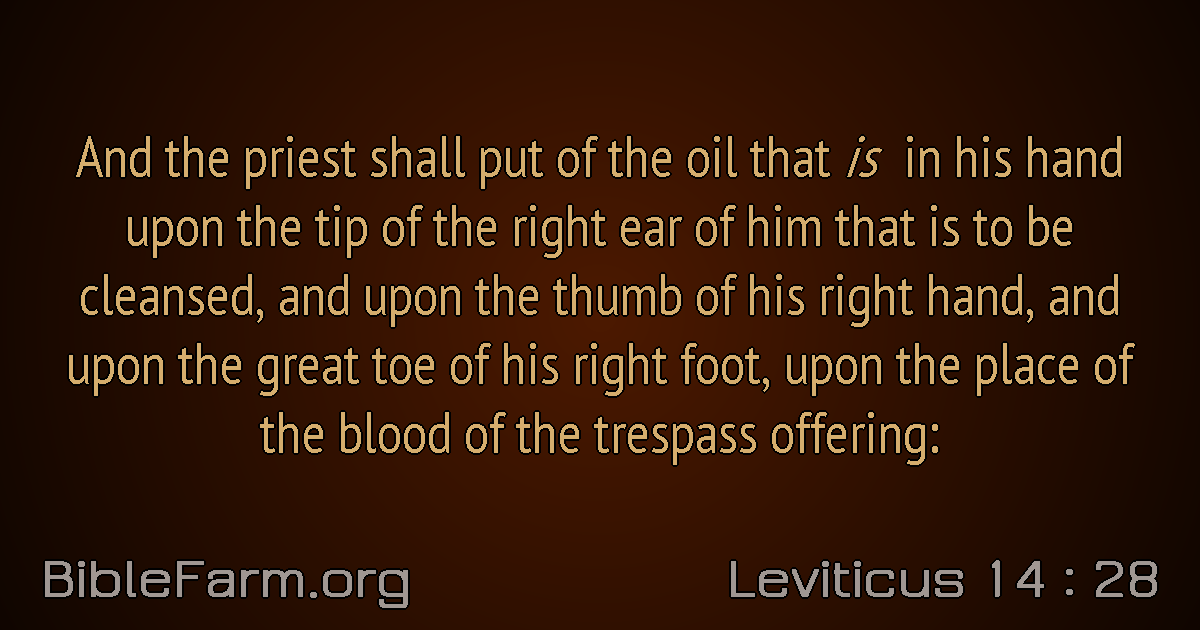 And the priest shall put of the oil that is in his hand
upon the tip of the right ear of him that is to be
cleansed, and upon the thumb of his right hand, and
upon the great toe of his right foot, upon the place of
the blood of the trespass offering:
BibleFarm.org
Leviticus 14 : 28